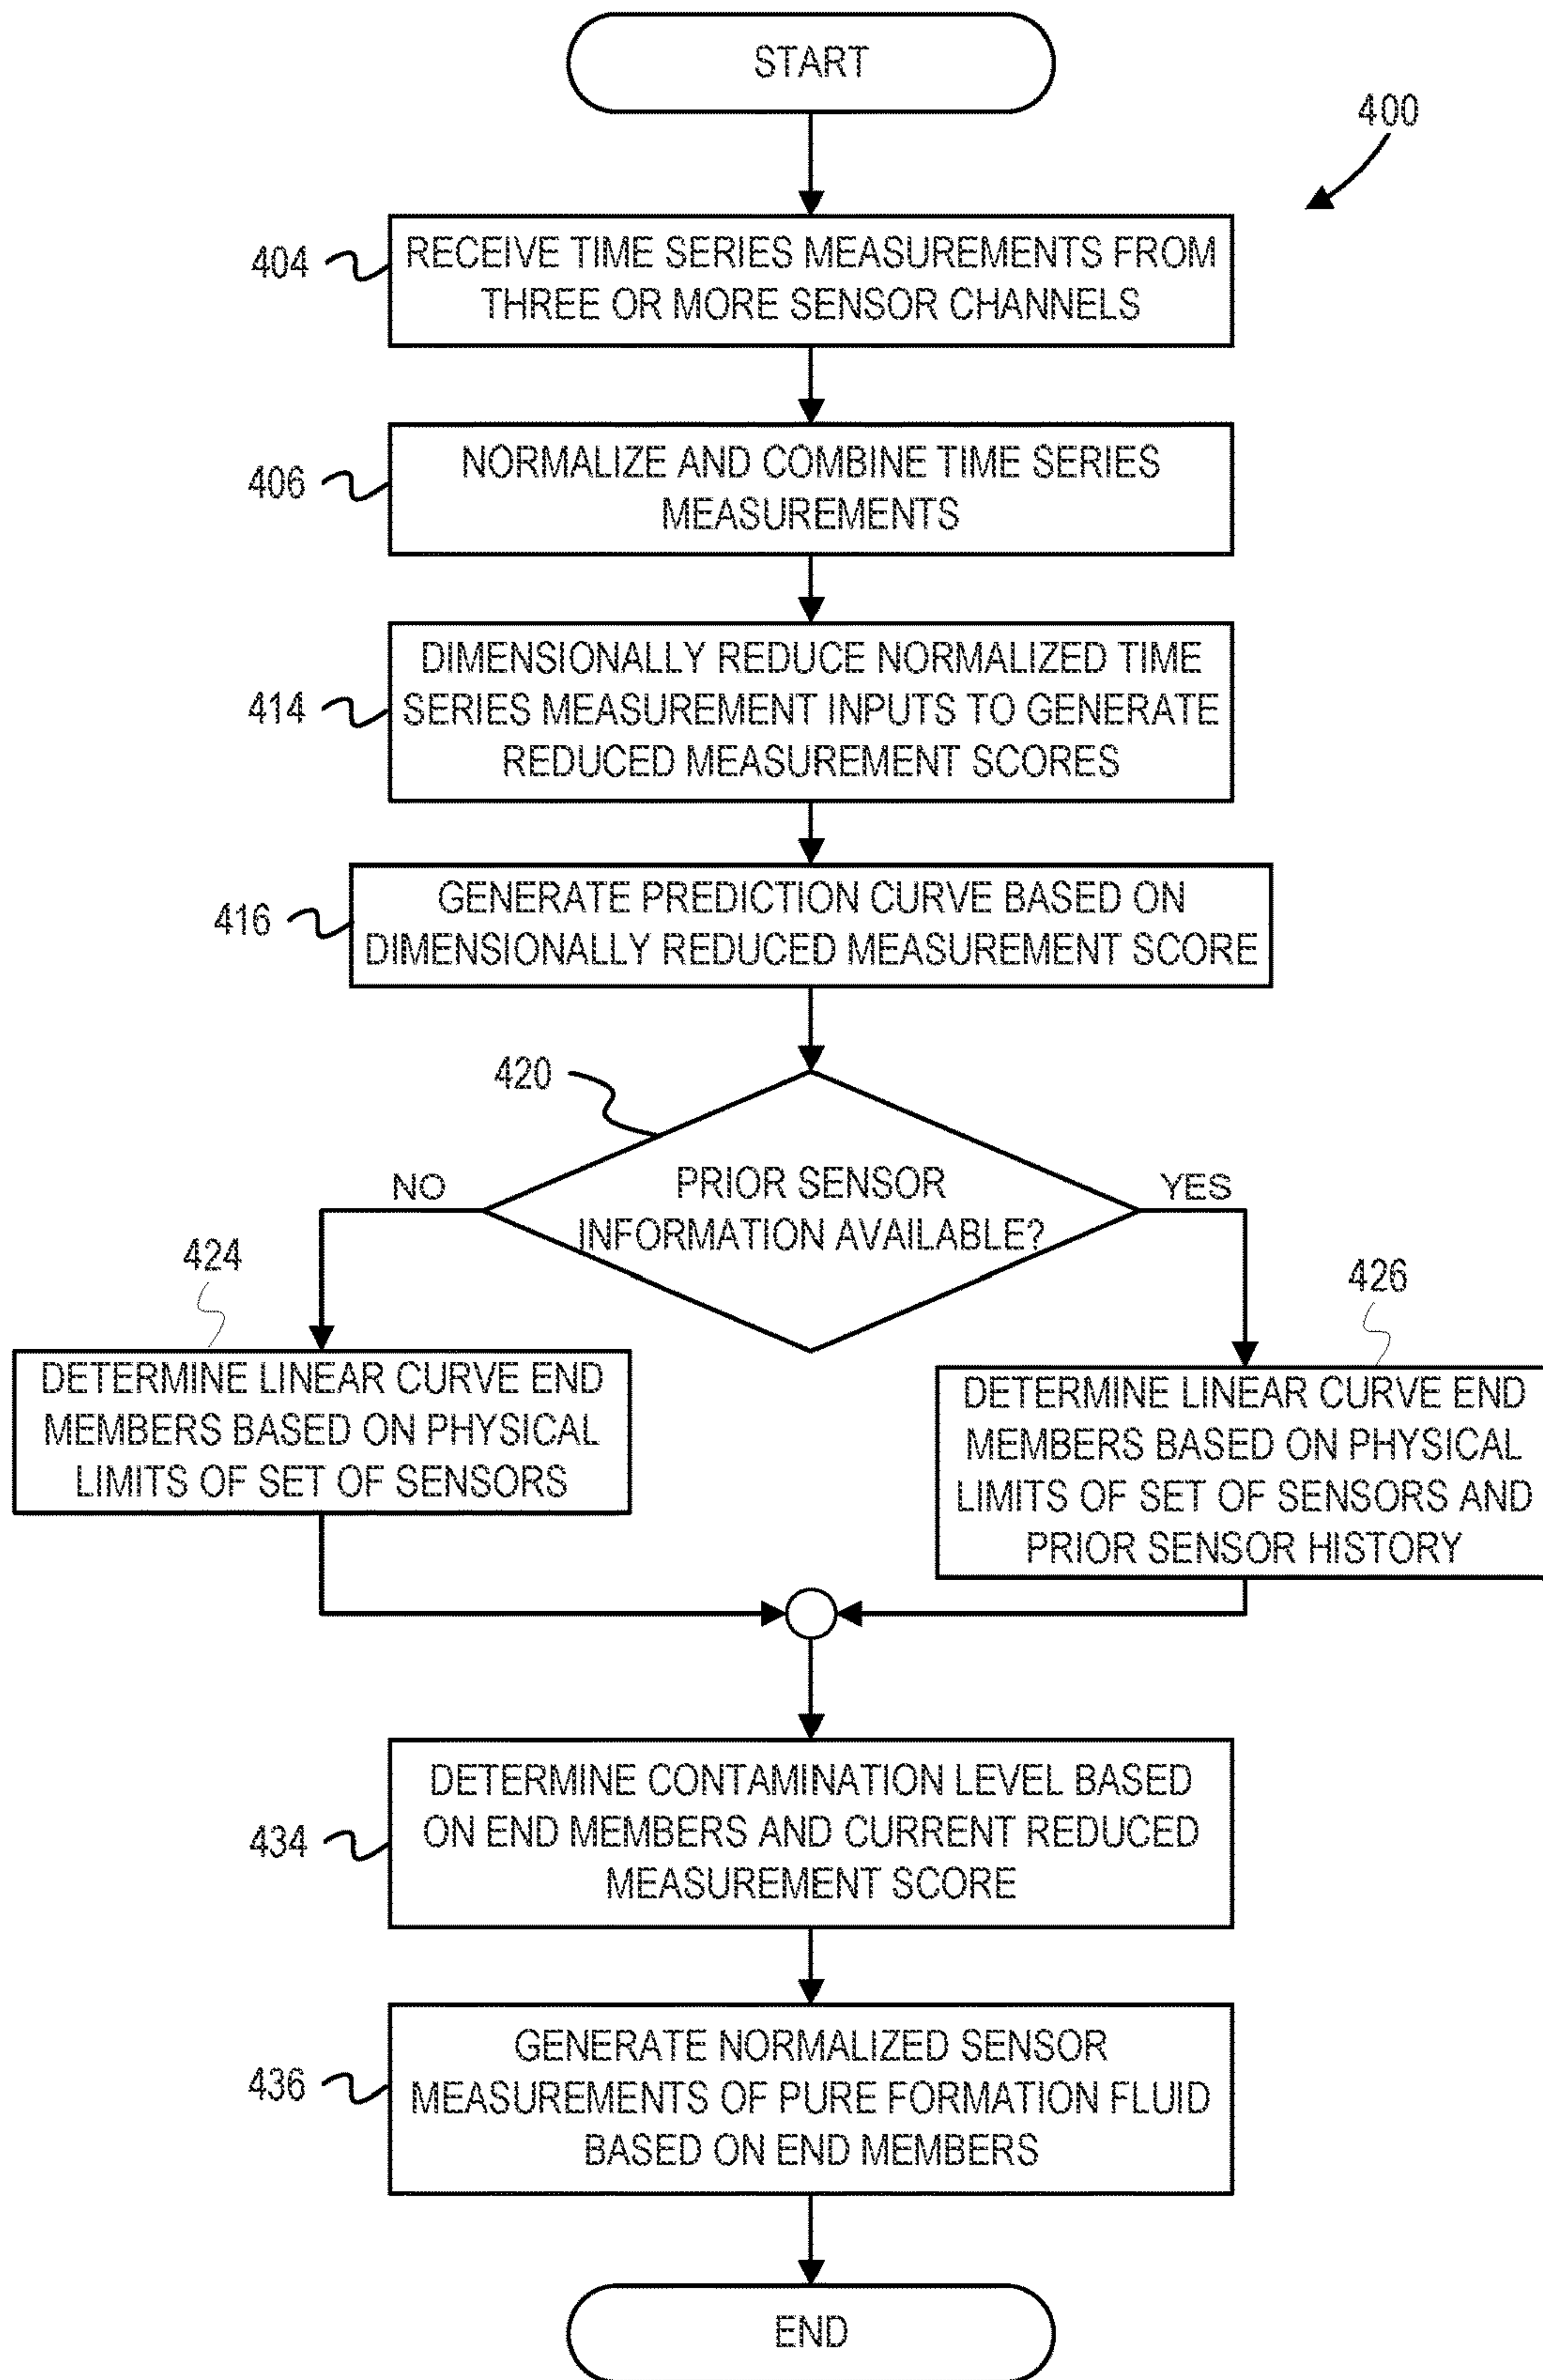 START
400
404
RECEIVE TIME SERIES MEASUREMENTS FROM
THREE OR MORE SENSOR CHANNELS
406
NORMALIZE AND COMBINE TIME SERIES
MEASUREMENTS
414
DIMENSIONALLY REDUCE NORMALIZED TIME
SERIES MEASUREMENT INPUTS TO GENERATE
REDUCED MEASUREMENT SCORES
416
GENERATE PREDICTION CURVE BASED ON
DIMENSIONALLY REDUCED MEASUREMENT SCORE
420
PRIOR SENSOR
INFORMATION AVAILABLE?
NO
YES
424
DETERMINE LINEAR CURVE END
MEMBERS BASED ON PHYSICAL
LIMITS OF SET OF SENSORS
426
DETERMINE LINEAR CURVE END
MEMBERS BASED ON PHYSICAL
LIMITS OF SET OF SENSORS AND
PRIOR SENSOR HISTORY
434
DETERMINE CONTAMINATION LEVEL BASED
ON END MEMBERS AND CURRENT REDUCED
MEASUREMENT SCORE
436
GENERATE NORMALIZED SENSOR
MEASUREMENTS OF PURE FORMATION FLUID
BASED ON END MEMBERS
END